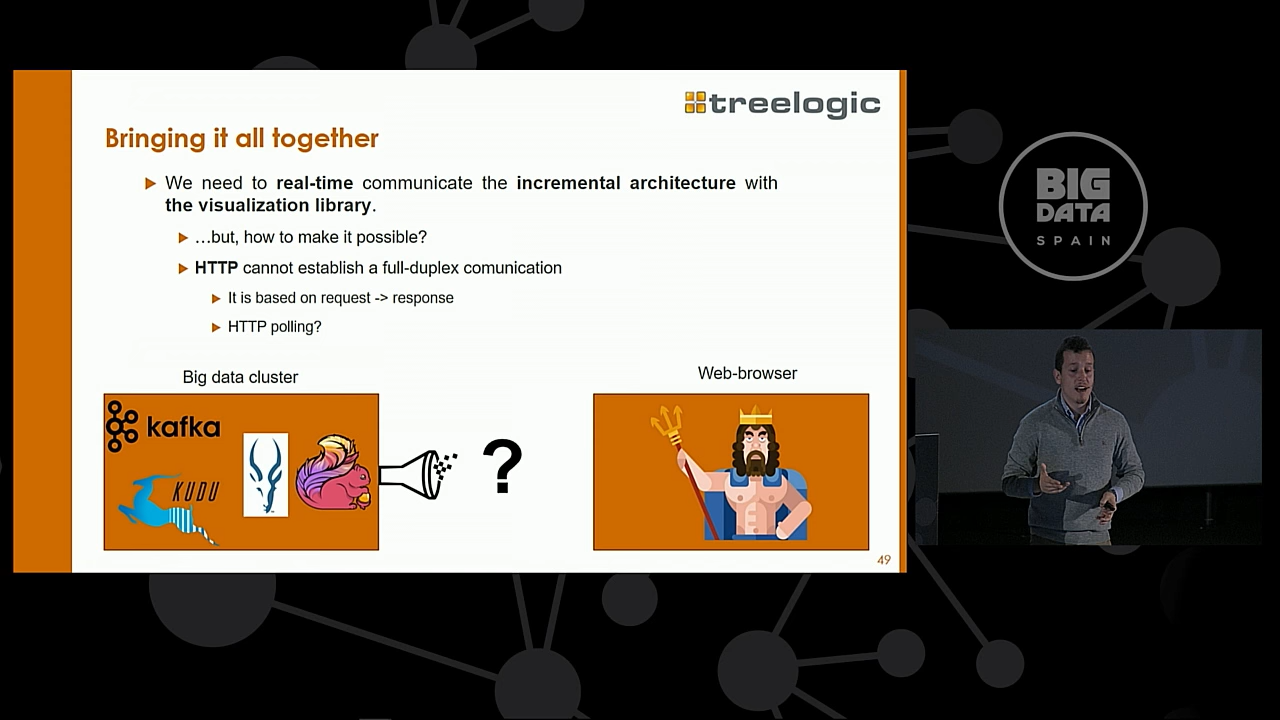 treelogic
Bringing it all together
We need to real-time communicate the incremental architecture with
the visualization library.
...but, how to make it possible?
HTTP cannot establish a full-duplex comunication
It is based on request -> response
HTTP polling?
Big data cluster
Web-browser
kafka
KUDU
?
49
BIG
DATA
SPAIN